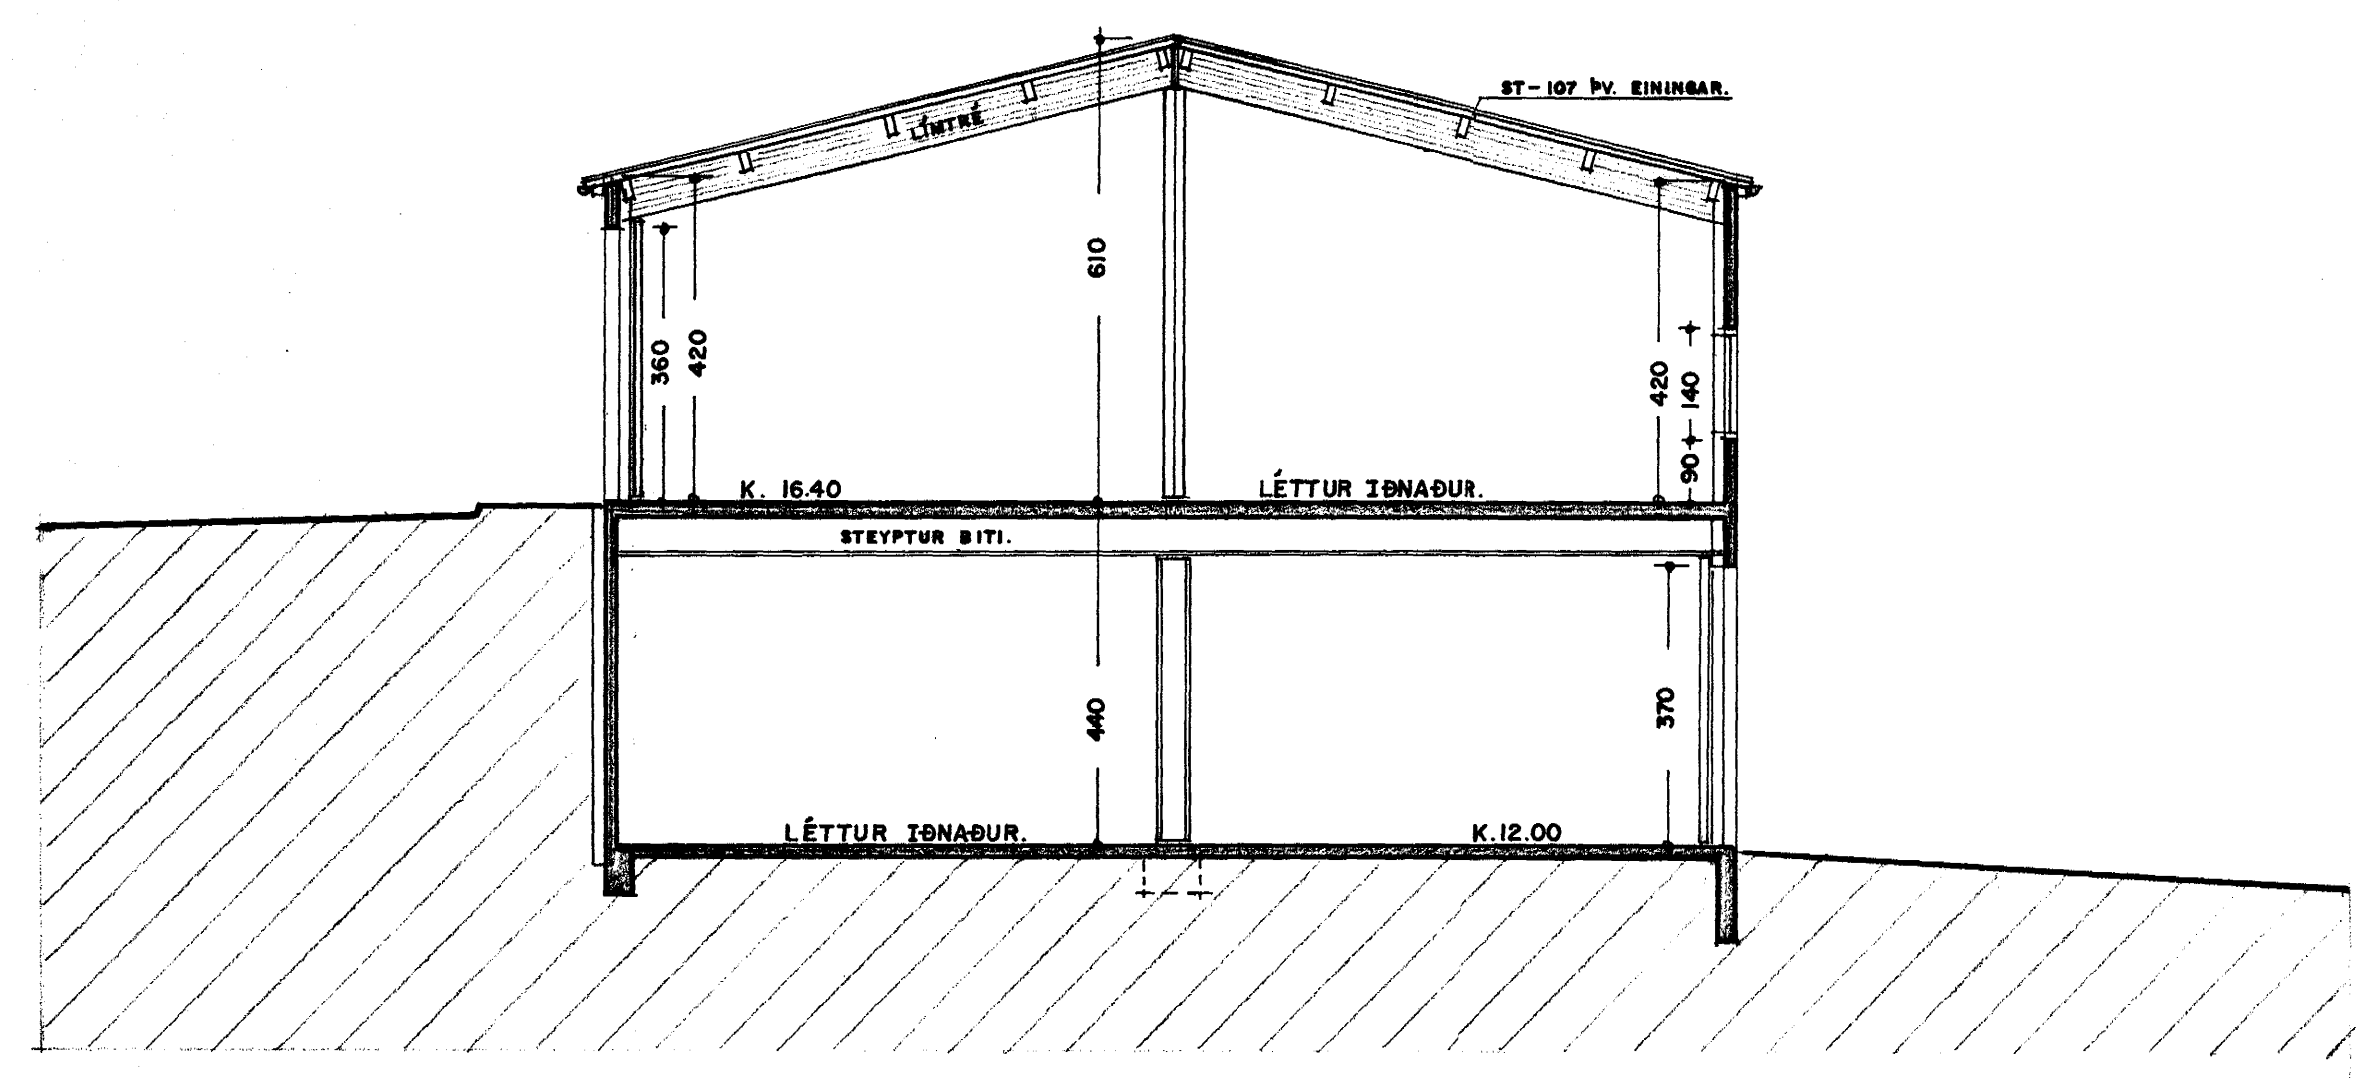 ST-107 ÞV. EININGAR.
LÍMTRÉ
610
360
420
420
140
90
K. 16.40
LÉTTUR IÐNAÐUR.
STEYPTUR BITI.
440
370
LÉTTUR IÐNAÐUR.
K.12.00